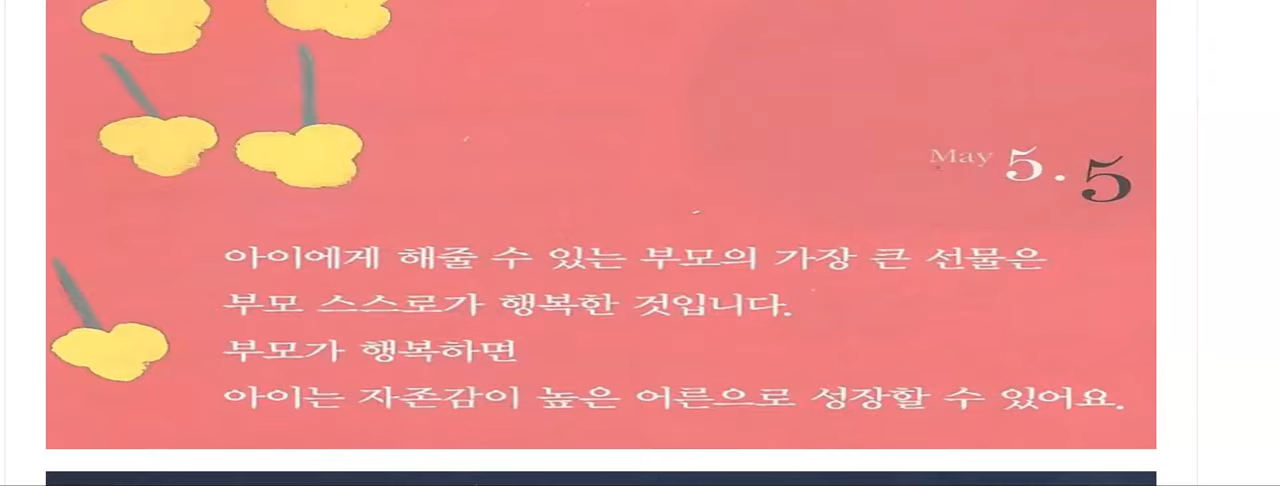 May 5.5
아이에게 해줄 수 있는 부모의 가장 큰 선물은
부모 스스로가 행복한 것입니다.
부모가 행복하면
아이는 자존감이 높은 어른으로 성장할 수 있어요.